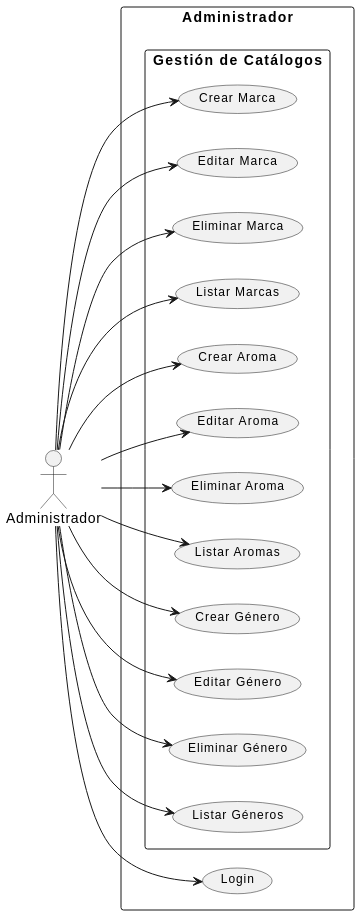 Administrador
Gestión de Catálogos
Crear Marca
Editar Marca
Eliminar Marca
Listar Marcas
Crear Aroma
Editar Aroma
Eliminar Aroma
Administrador
Listar Aromas
Crear Género
Editar Género
Eliminar Género
Listar Géneros
Login